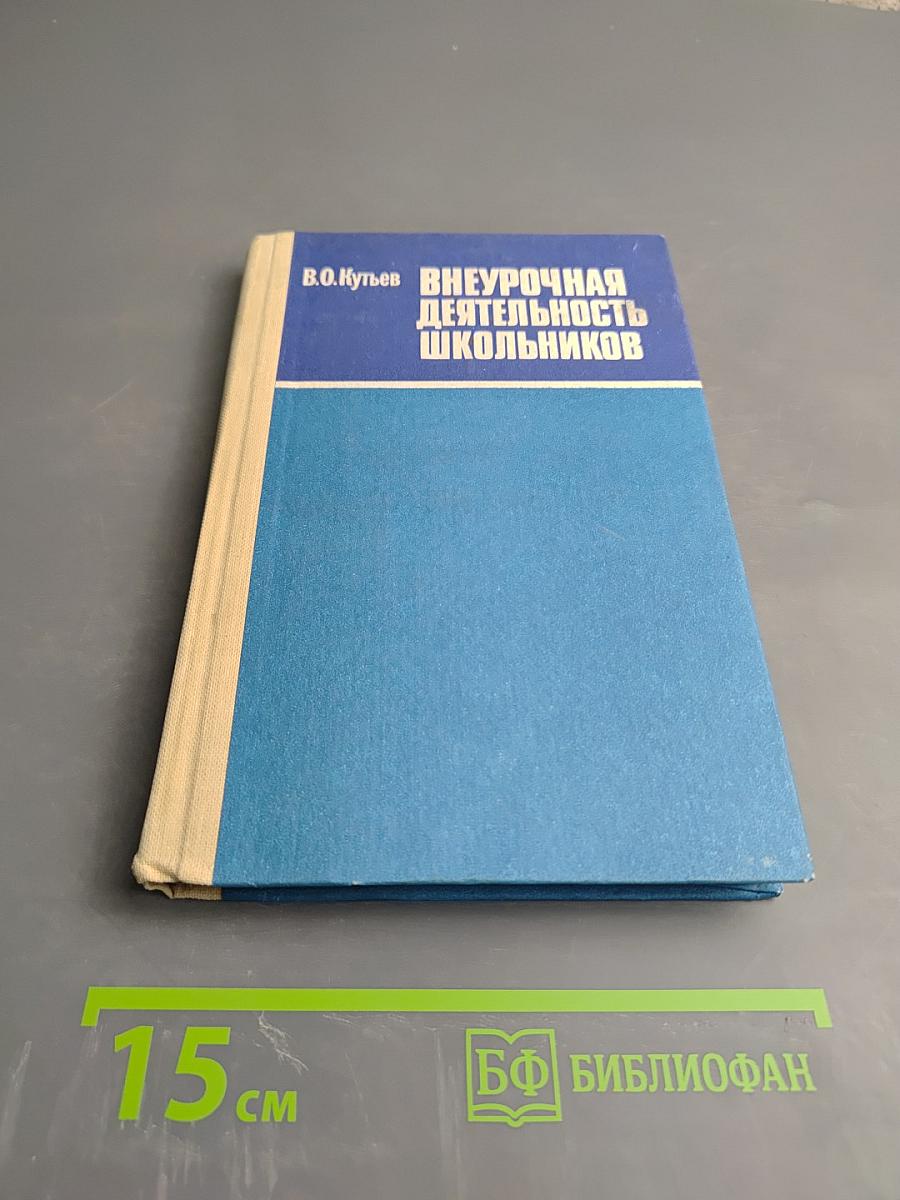 В.О.Кутьев
ВНЕУРОЧНАЯ
ДЕЯТЕЛЬНОСТЬ
ШКОЛЬНИКОВ
15 см
БФ БИБЛИОФАН